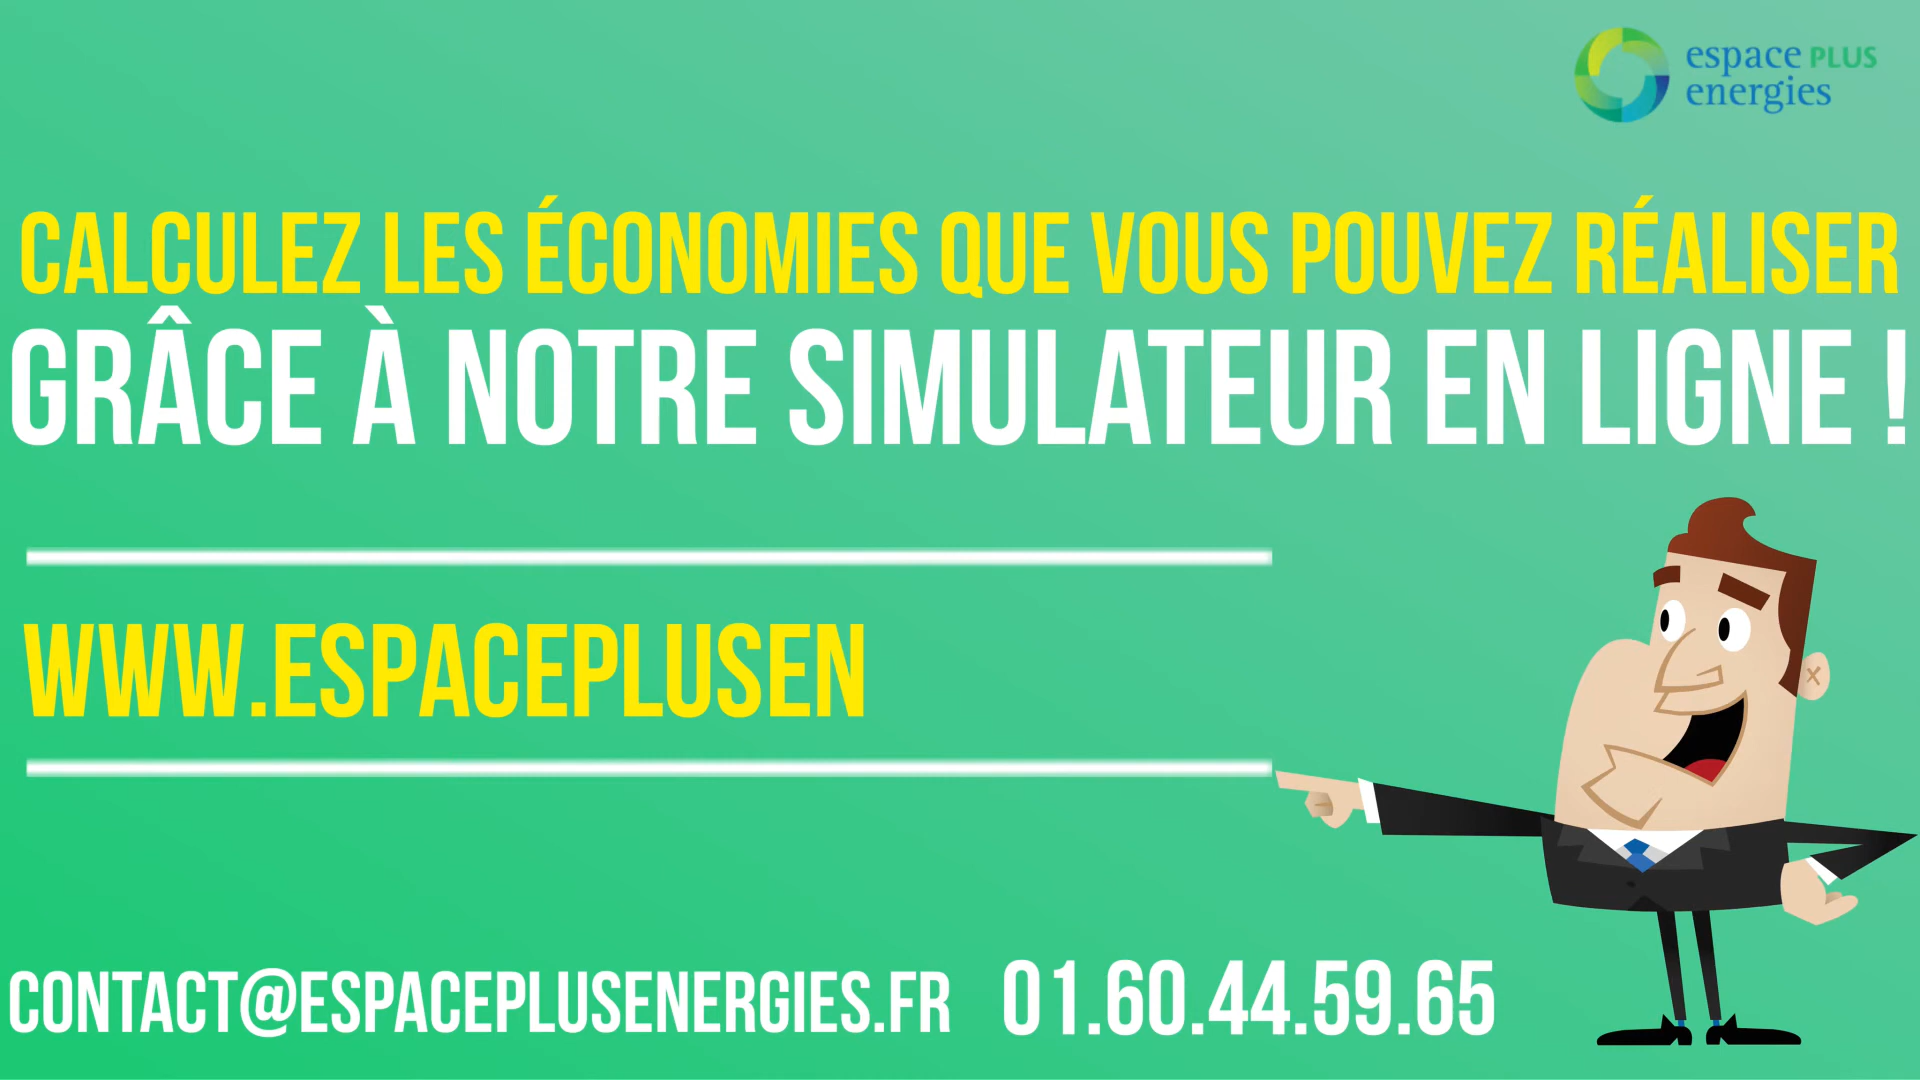 espace PLUS
energies
CALCULEZ LES ÉCONOMIES QUE VOUS POUVEZ RÉALISER
GRÂCE À NOTRE SIMULATEUR EN LIGNE !
WWW.ESPACEPLUSEN
CONTACT@ESPACEPLUSENERGIES.FR 01.60.44.59.65